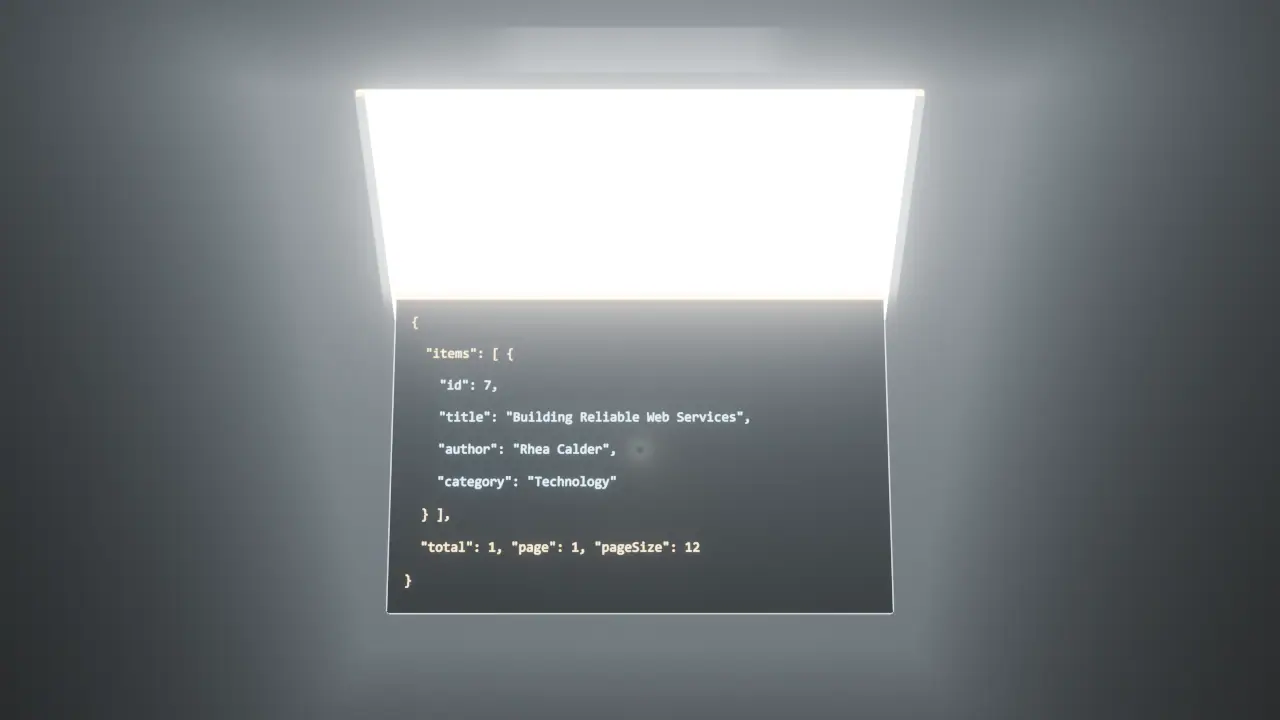 {
"items": [ {
"id": 7,
"title": "Building Reliable Web Services",
"author": "Rhea Calder",
"category": "Technology"
} ],
"total": 1, "page": 1, "pageSize": 12
}